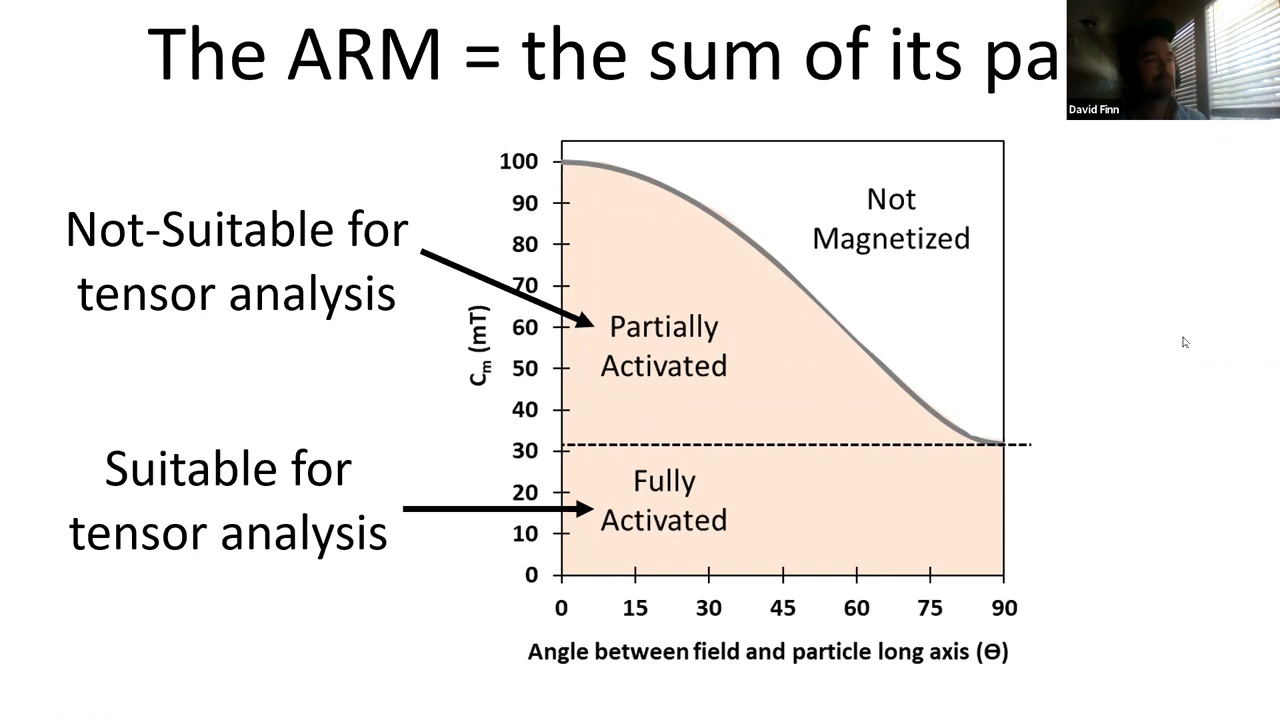 The ARM = the sum of its pa
David Finn
Not-Suitable for
tensor analysis
Suitable for
tensor analysis
Cm (mT)
100
90
80
70
60
50
40
30
20
10
0
Not
Magnetized
Partially
Activated
Fully
Activated
0 15 30 45 60 75 90
Angle between field and particle long axis (Ө)